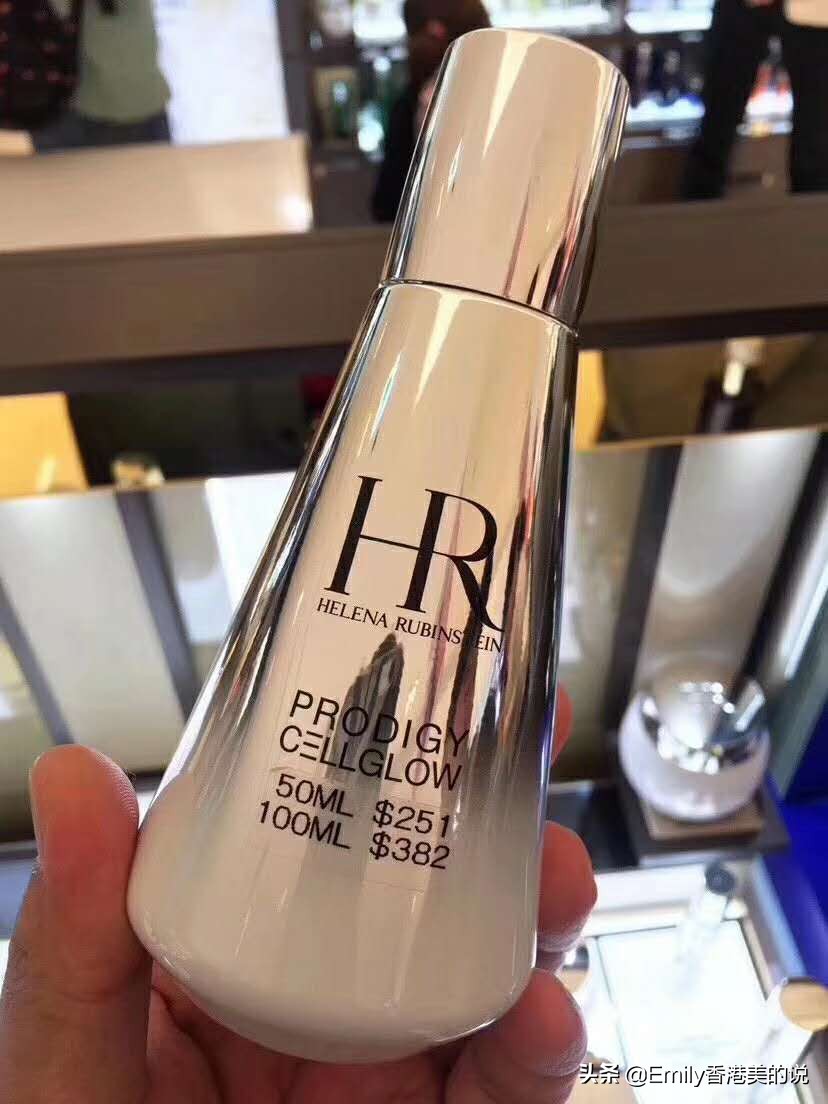 HR
HELENA RUBINSTEIN
PRODIGY
CELLGLOW
50ML $251
100ML $382
头条 @Emily香港美的说